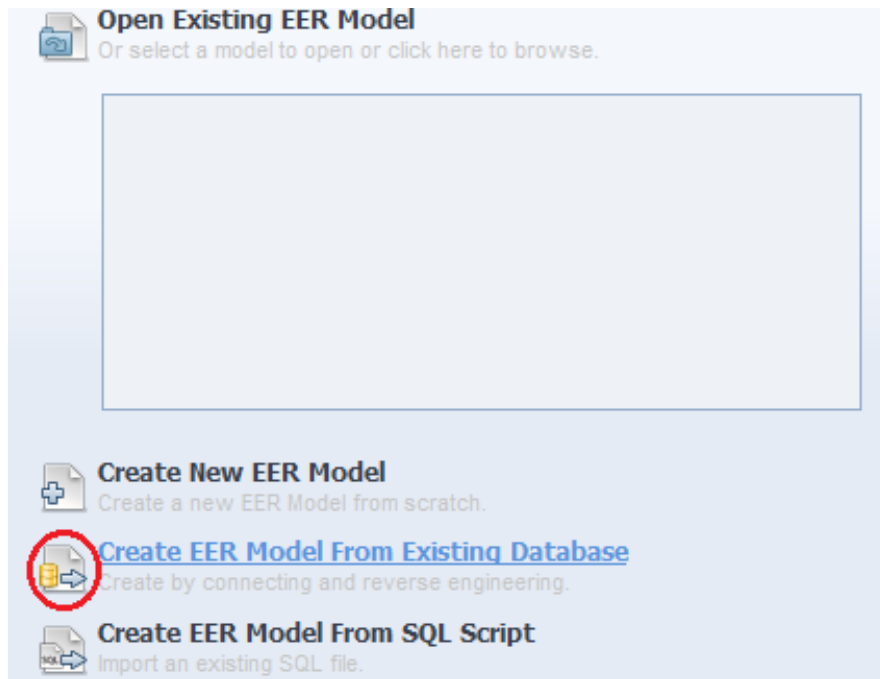 Open Existing EER Model
Or select a model to open or click here to browse.
Create New EER Model
Create a new EER Model from scratch.
Create EER Model From Existing Database
Create by connecting and reverse engineering.
Create EER Model From SQL Script
SQL
Import an existing SQL file.